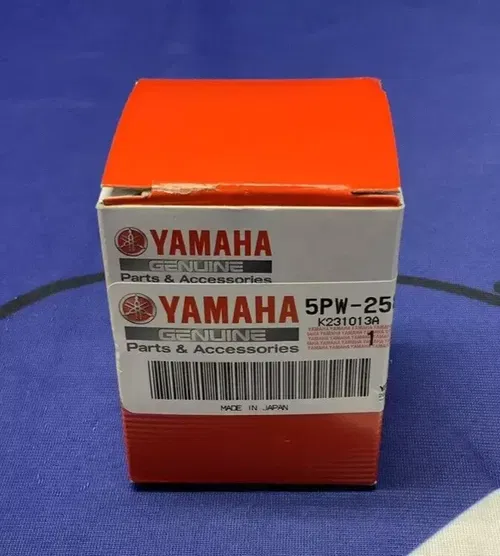 YAMAHA
GENUINE
Parts & Accessories
YAMAHA 5PW-25
GENUINE K231013A
Parts & Accessories 1
MADE IN JAPAN